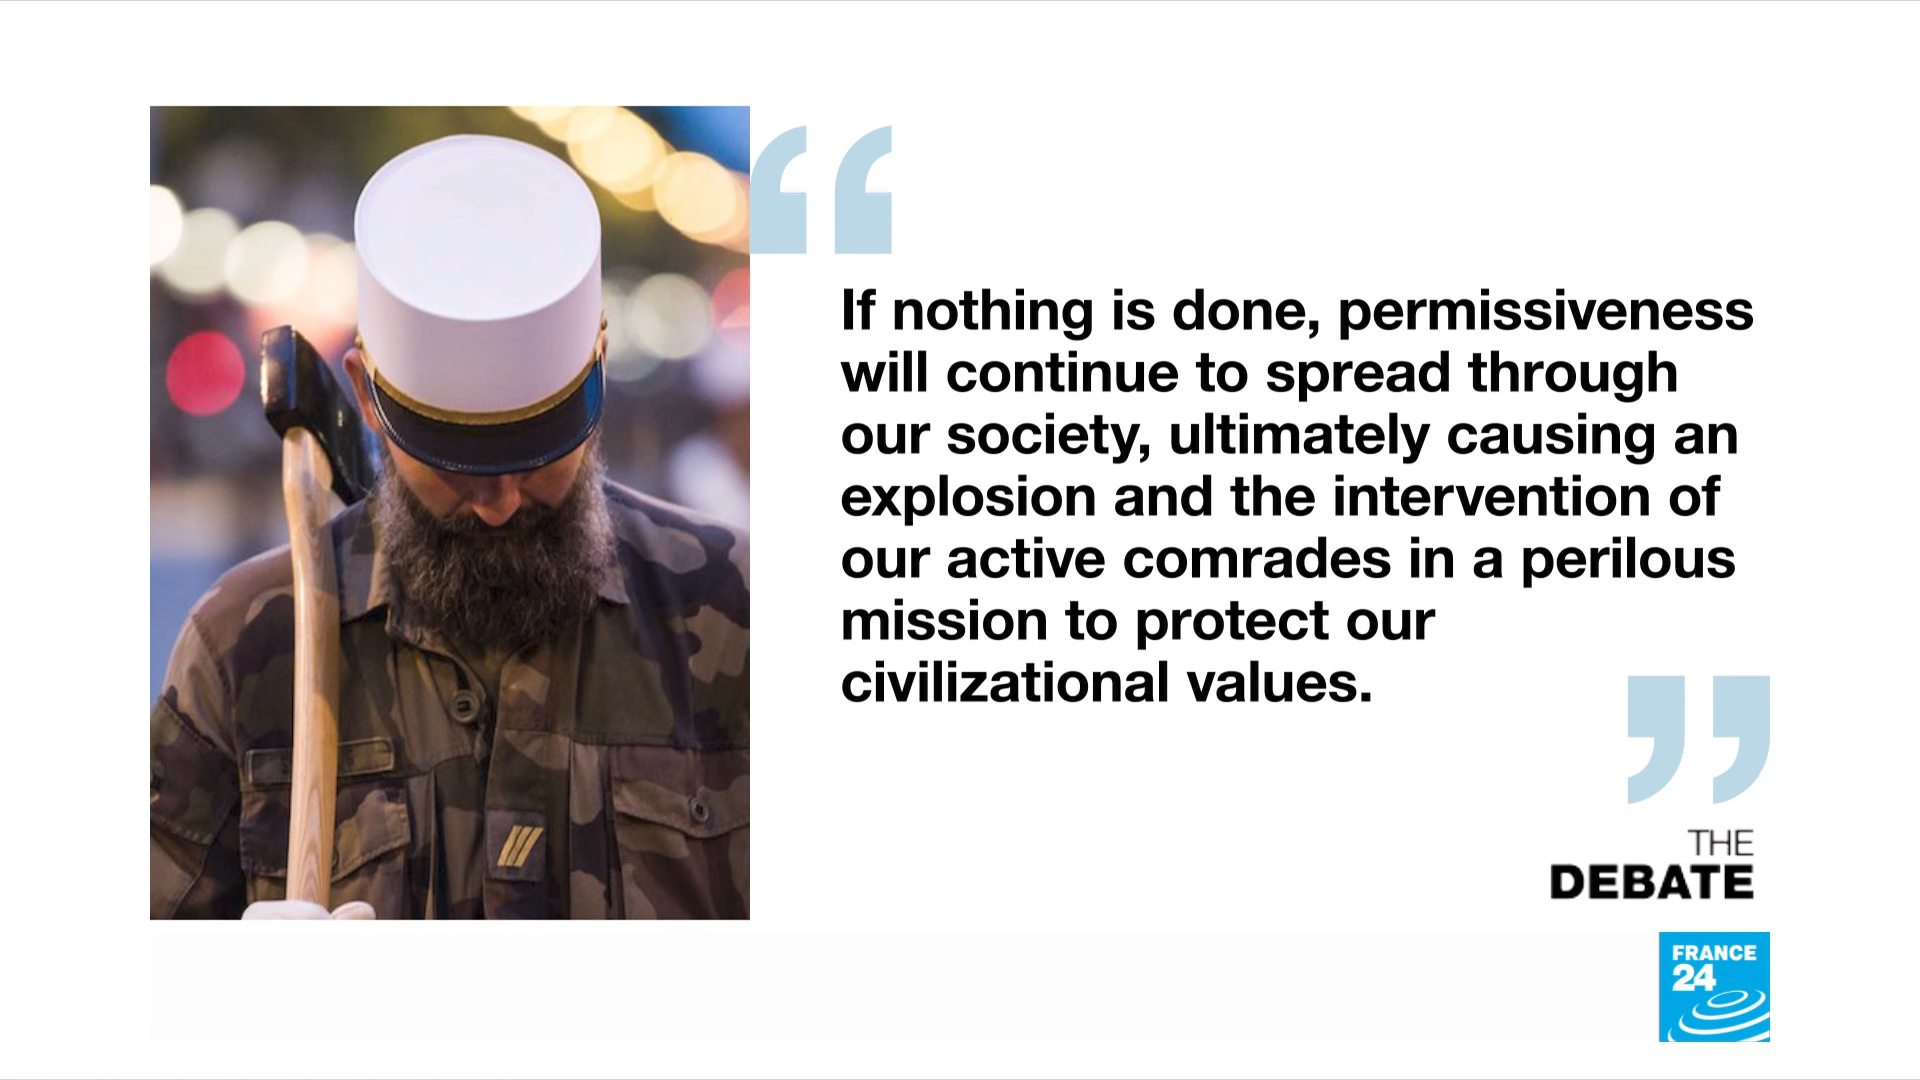 If nothing is done, permissiveness
will continue to spread through
our society, ultimately causing an
explosion and the intervention of
our active comrades in a perilous
mission to protect our
civilizational values.
THE
DEBATE
FRANCE
24